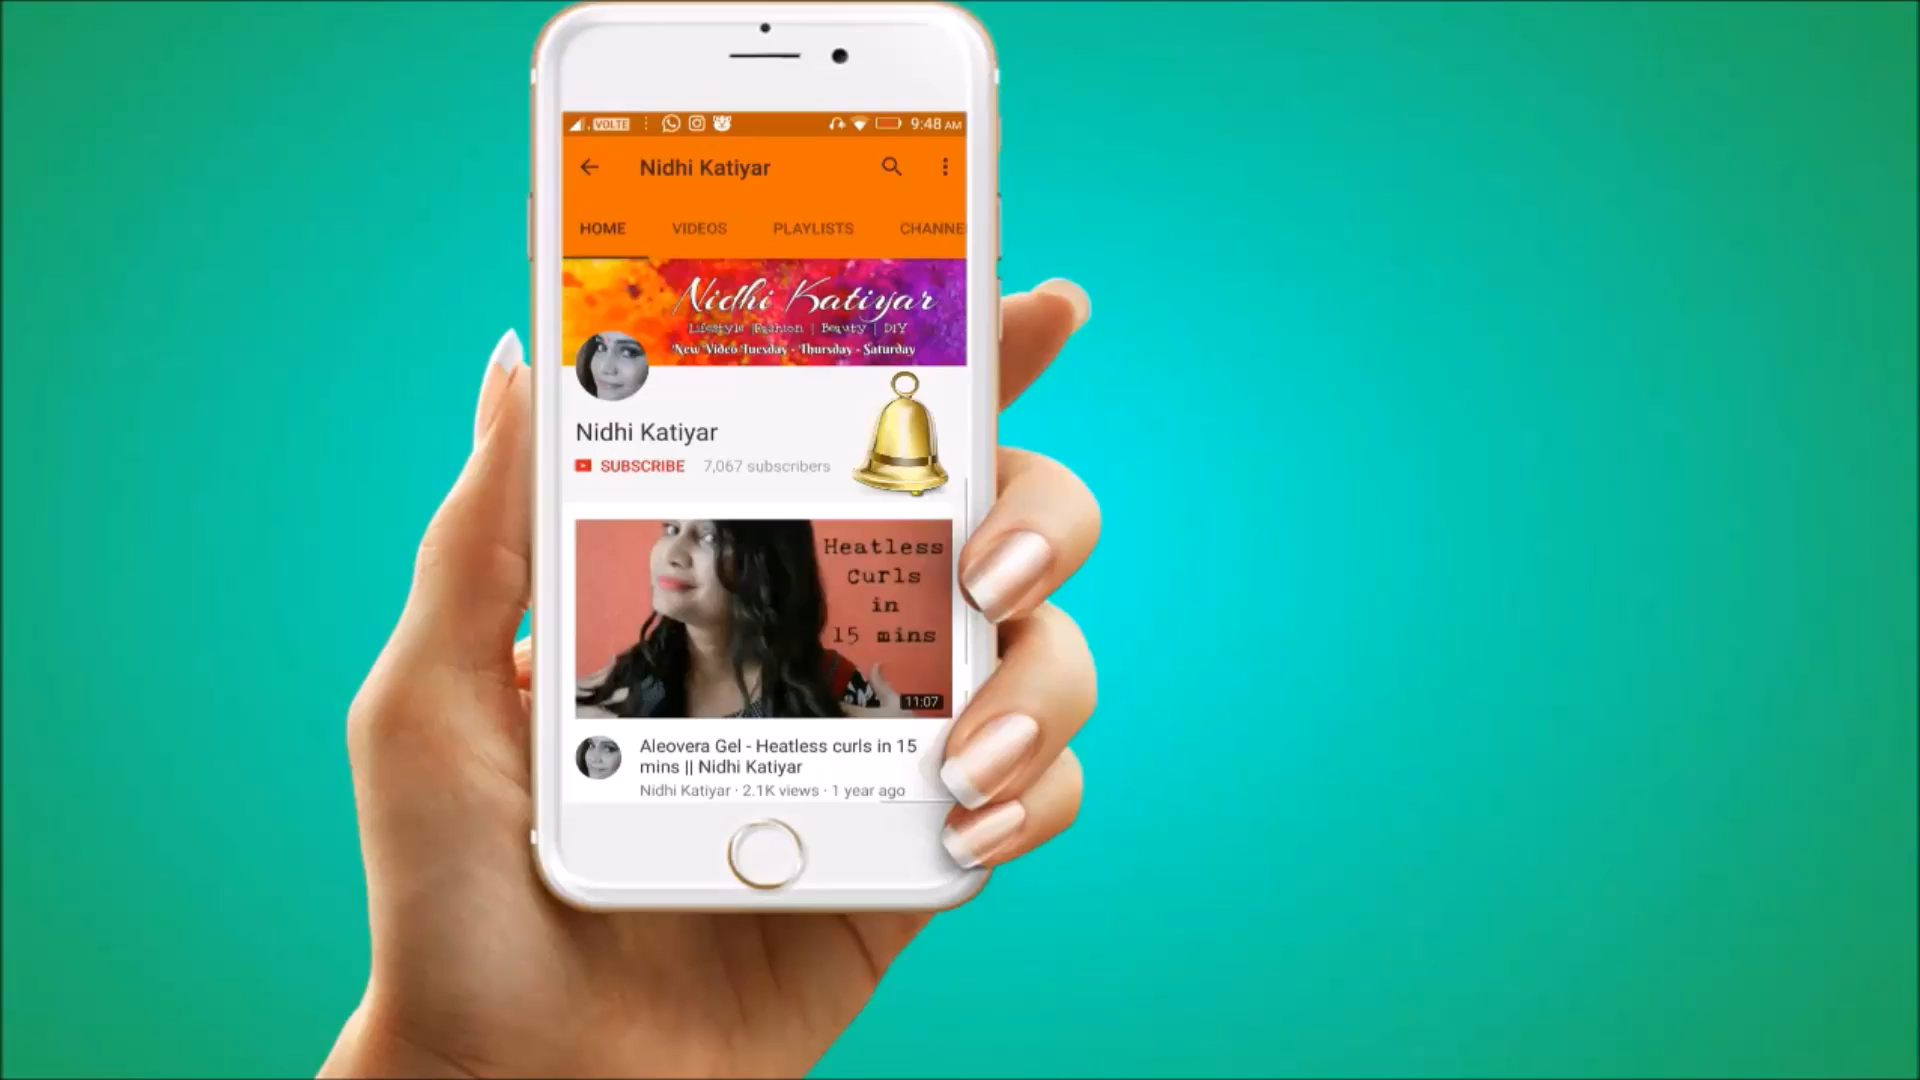 VOLTE 9:48 AM
Nidhi Katiyar
HOME VIDEOS PLAYLISTS CHANNE
Nidhi Katiyar
Lifestyle |Fashion | Beauty | DIY
New Video Tuesday - Thursday - Saturday
Nidhi Katiyar
SUBSCRIBE 7,067 subscribers
Heatless
Curls
in
15 mins
11:07
Aleovera Gel - Heatless curls in 15
mins || Nidhi Katiyar
Nidhi Katiyar · 2.1K views · 1 year ago